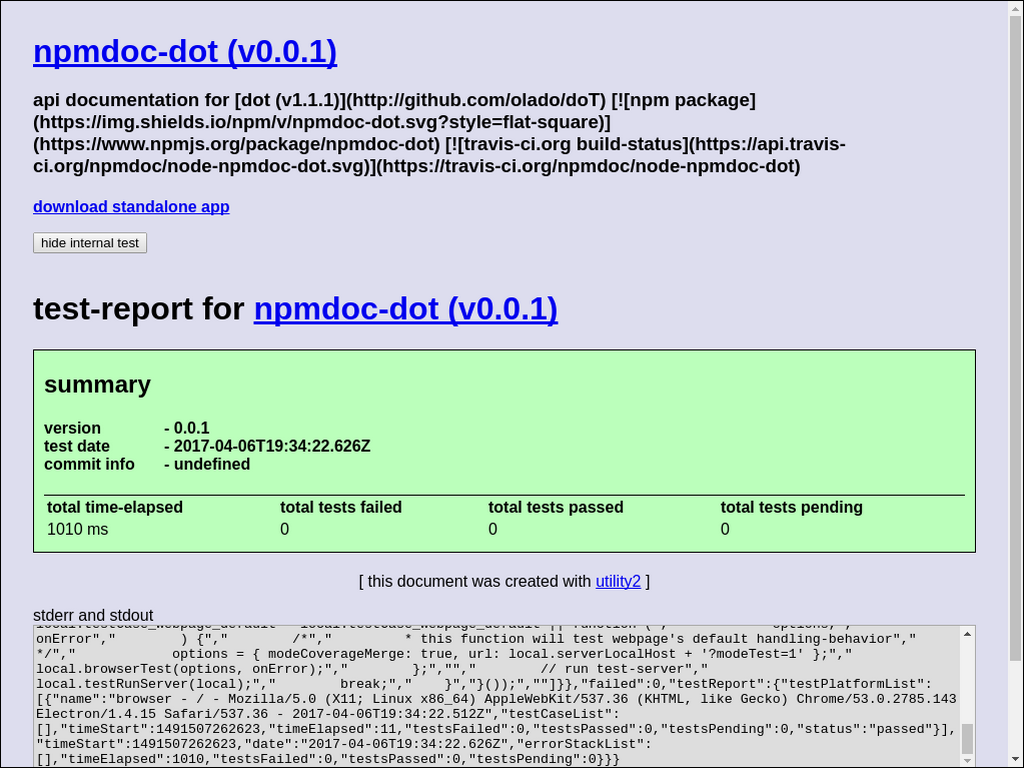 npmdoc-dot (v0.0.1)
api documentation for [dot (v1.1.1)](http://github.com/olado/doT) [![npm package]
(https://img.shields.io/npm/v/npmdoc-dot.svg?style=flat-square)]
(https://www.npmjs.org/package/npmdoc-dot) [![travis-ci.org build-status](https://api.travis-
ci.org/npmdoc/node-npmdoc-dot.svg)](https://travis-ci.org/npmdoc/node-npmdoc-dot)
download standalone app
hide internal test
test-report for npmdoc-dot (v0.0.1)
summary
version - 0.0.1
test date - 2017-04-06T19:34:22.626Z
commit info - undefined
total time-elapsed total tests failed total tests passed total tests pending
1010 ms 0 0 0
[ this document was created with utility2 ]
stderr and stdout
onError","        ) {","        /*","         * this function will test webpage's default handling-behavior","
*/","            options = { modeCoverageMerge: true, url: local.serverLocalHost + '?modeTest=1' };","
local.browserTest(options, onError);","        };","","        // run test-server","
local.testRunServer(local);","        break;","    }","}());",""]}},"failed":0,"testReport":{"testPlatformList":
[{"name":"browser - / - Mozilla/5.0 (X11; Linux x86_64) AppleWebKit/537.36 (KHTML, like Gecko) Chrome/53.0.2785.143
Electron/1.4.15 Safari/537.36 - 2017-04-06T19:34:22.512Z","testCaseList":
[],"timeStart":1491507262623,"timeElapsed":11,"testsFailed":0,"testsPassed":0,"testsPending":0,"status":"passed"}],
"timeStart":1491507262623,"date":"2017-04-06T19:34:22.626Z","errorStackList":
[],"timeElapsed":1010,"testsFailed":0,"testsPassed":0,"testsPending":0}}}